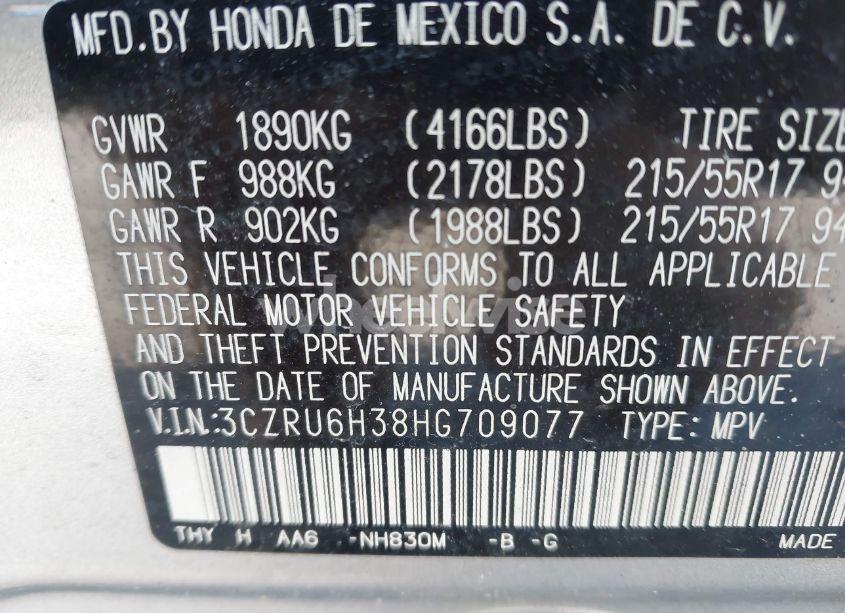 MFD.BY HONDA DE MEXICO S.A. DE C.V.
GVWR 1890KG (4166LBS) TIRE SIZE
GAWR F 988KG (2178LBS) 215/55R17 94
GAWR R 902KG (1988LBS) 215/55R17 94
THIS VEHICLE CONFORMS TO ALL APPLICABLE
FEDERAL MOTOR VEHICLE SAFETY
AND THEFT PREVENTION STANDARDS IN EFFECT
ON THE DATE OF MANUFACTURE SHOWN ABOVE.
V.I.N.:3CZRU6H38HG709077 TYPE: MPV
THY H AA6 -NH830M -B -G MADE